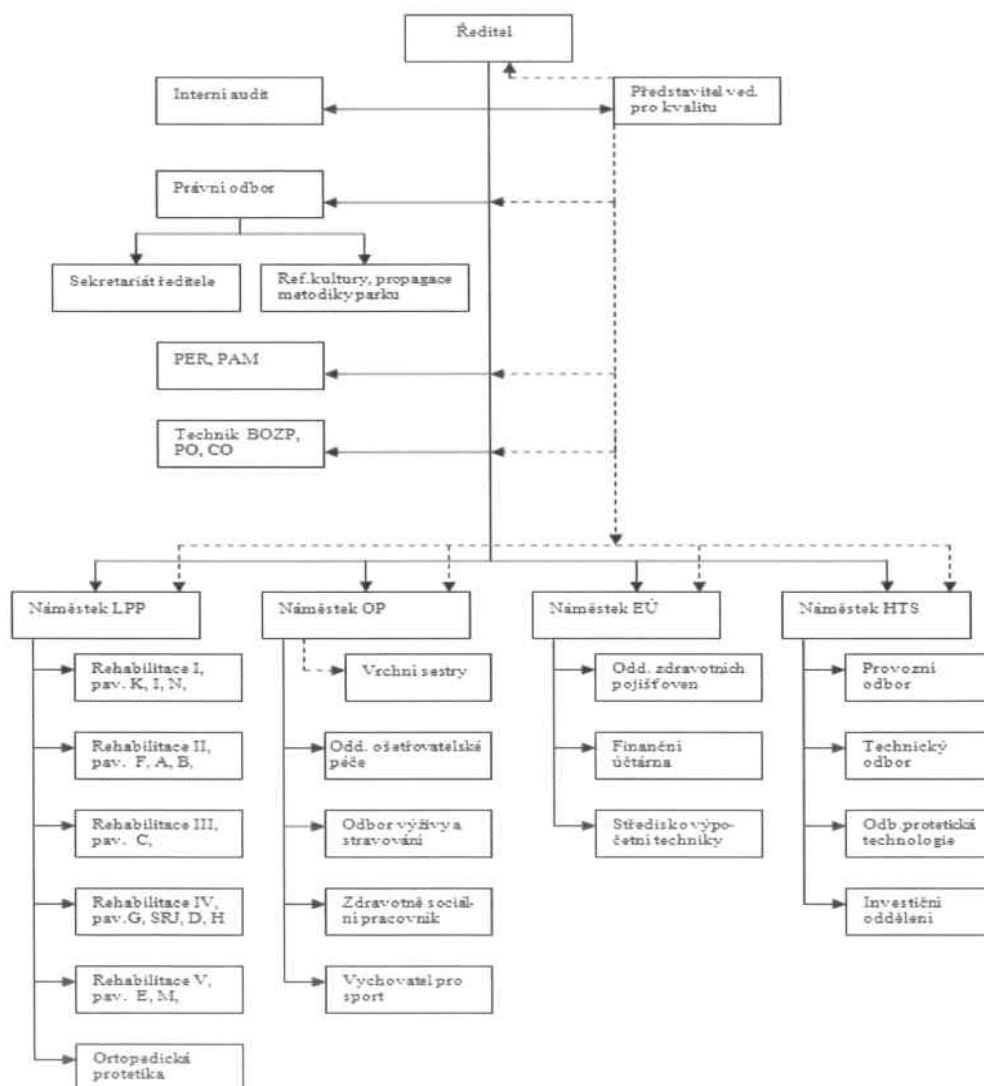 Ředitel
Interní audit
Představitel ved.
pro kvalitu
Právní odbor
Sekretariát ředitele
Ref.kultury, propagace
metodiky parku
PER, PAM
Technik BOZP,
PO, CO
Náměstek LPP
Náměstek OP
Náměstek EÚ
Náměstek HTS
Rehabilitace I,
pav. K, I, N,
Rehabilitace II,
pav. F, A, B,
Rehabilitace III,
pav. C,
Rehabilitace IV,
pav.G, SRJ, D, H
Rehabilitace V,
pav. E, M,
Ortopedická
protetika
Vrchní sestry
Odd. ošetřovatelské
péče
Odbor výživy a
stravování
Zdravotně sociál-
ní pracovník
Vychovatel pro
sport
Odd. zdravotních
pojišťoven
Finanční
účtárna
Středisko výpo-
četní techniky
Provozní
odbor
Technický
odbor
Odb.protetická
technologie
Investiční
oddělení